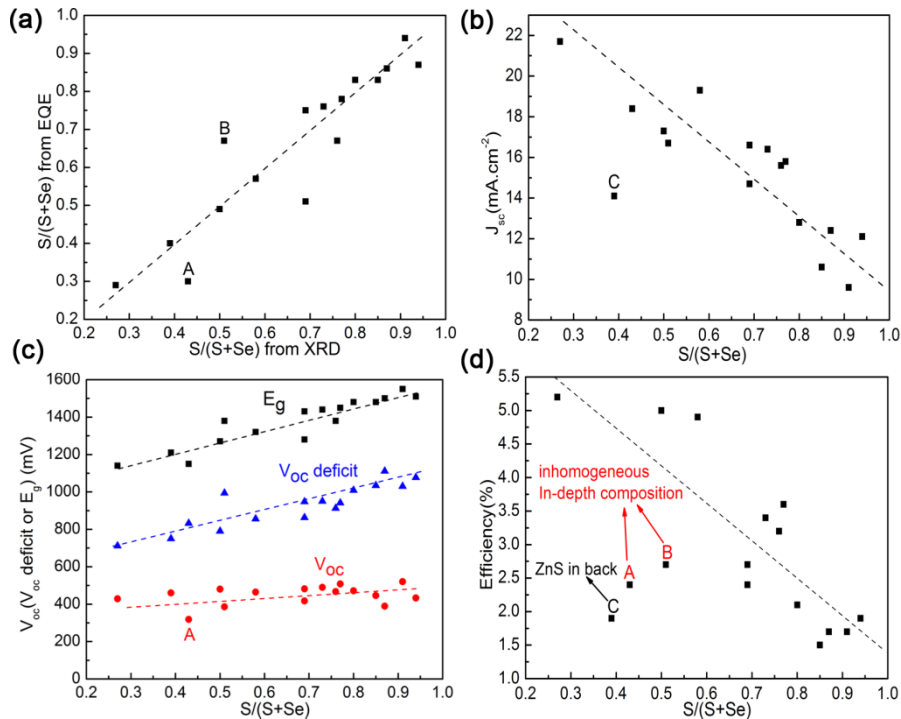 (a)
S/(S+Se) from EQE
1.0
0.9
0.8
0.7
0.6
0.5
0.4
0.3
0.2
B
A
0.2 0.3 0.4 0.5 0.6 0.7 0.8 0.9 1.0
S/(S+Se) from XRD
(b)
Jsc(mA.cm-2)
22
20
18
16
14
12
10
8
C
0.2 0.3 0.4 0.5 0.6 0.7 0.8 0.9 1.0
S/(S+Se)
(c)
Voc(Voc deficit or Eg) (mV)
1600
1400
1200
1000
800
600
400
200
0
Eg
Voc deficit
Voc
A
0.2 0.3 0.4 0.5 0.6 0.7 0.8 0.9 1.0
S/(S+Se)
(d)
Efficiency(%)
5.5
5.0
4.5
4.0
3.5
3.0
2.5
2.0
1.5
1.0
inhomogeneous
In-depth composition
B
A
ZnS in back
C
0.2 0.3 0.4 0.5 0.6 0.7 0.8 0.9 1.0
S/(S+Se)